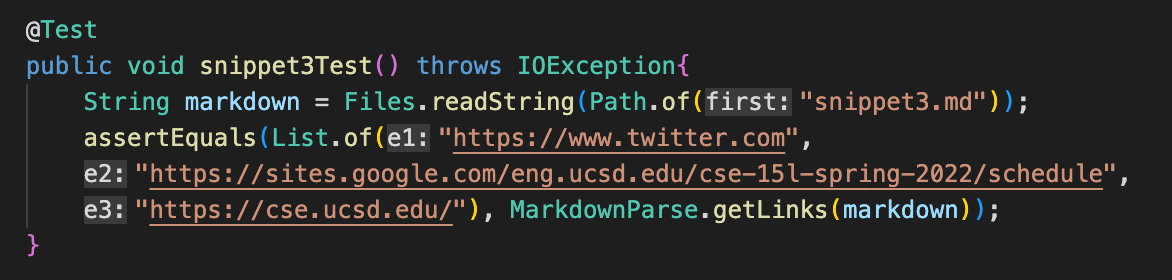 @Test
public void snippet3Test() throws IOException{
String markdown = Files.readString(Path.of(first: "snippet3.md"));
assertEquals(List.of(e1: "https://www.twitter.com",
e2: "https://sites.google.com/eng.ucsd.edu/cse-15l-spring-2022/schedule",
e3: "https://cse.ucsd.edu/"), MarkdownParse.getLinks(markdown));
}